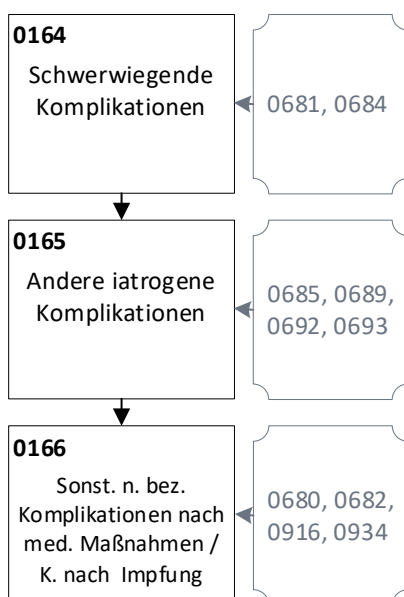 0164
Schwerwiegende
Komplikationen
0681, 0684
0165
Andere iatrogene
Komplikationen
0685, 0689,
0692, 0693
0166
Sonst. n. bez.
Komplikationen nach
med. Maßnahmen /
K. nach Impfung
0680, 0682,
0916, 0934